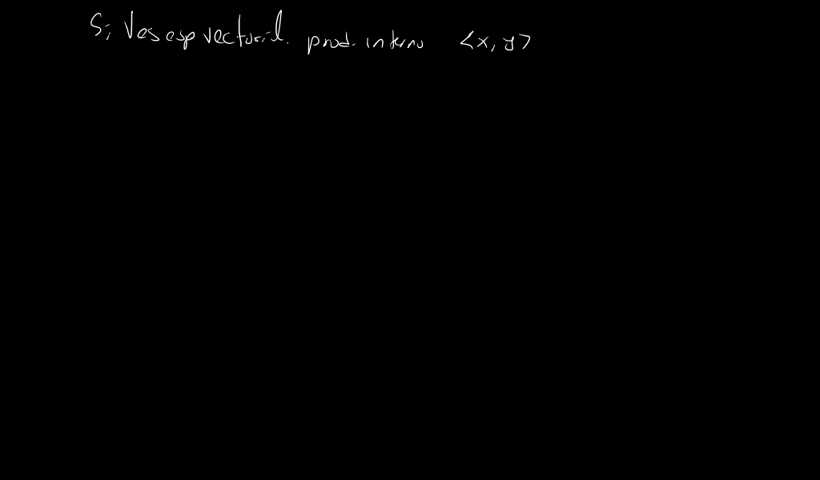 Si V es esp vectorial. prod. interno <x, y>